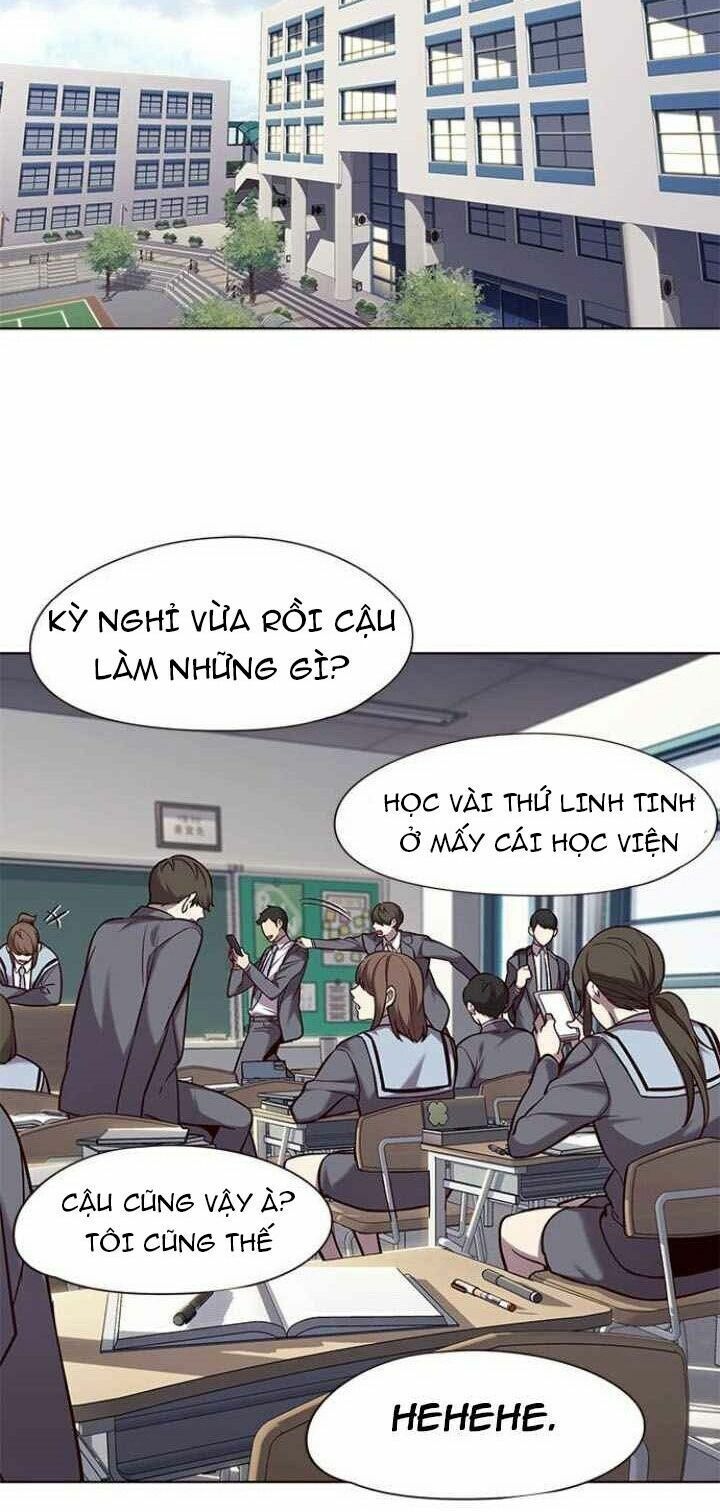 KỲ NGHỈ VỪA RỒI CẬU
LÀM NHỮNG GÌ?
HỌC VÀI THỨ LINH TINH
Ở MẤY CÁI HỌC VIỆN
CẬU CŨNG VẬY À?
TÔI CŨNG THẾ
HEHEHE.